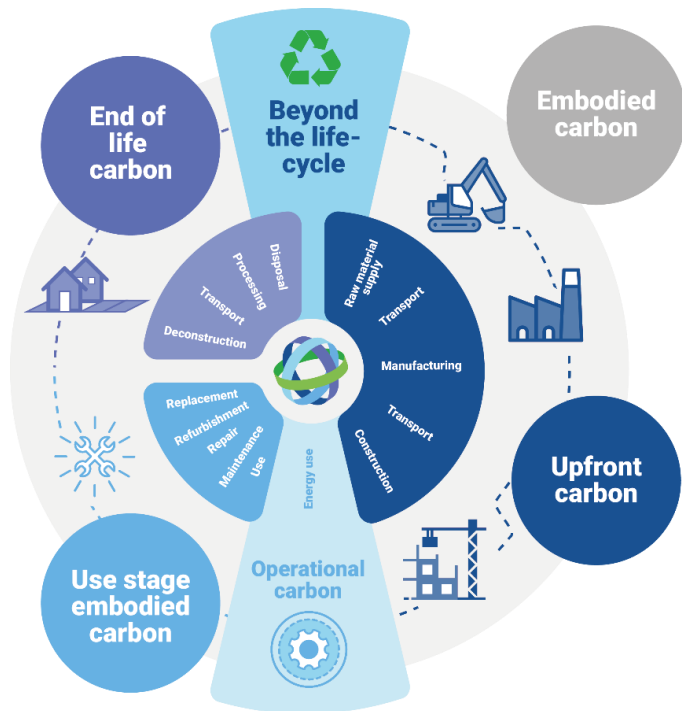 Beyond
the life-
cycle
Embodied
carbon
End of
life
carbon
Raw material
supply
Transport
Manufacturing
Transport
Construction
Disposal
Processing
Transport
Deconstruction
Replacement
Refurbishment
Repair
Maintenance
Use
Energy use
Upfront
carbon
Operational
carbon
Use stage
embodied
carbon